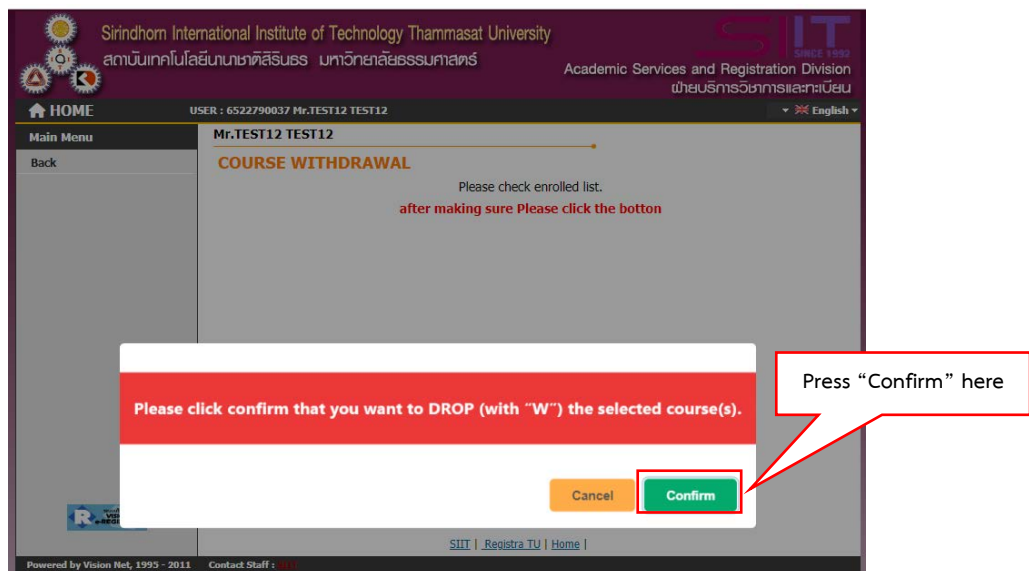 Sirindhorn International Institute of Technology Thammasat University
สถาบันเทคโนโลยีนานาชาติสิรินธร มหาวิทยาลัยธรรมศาสตร์
SIIT
SINCE 1992
Academic Services and Registration Division
ฝ่ายบริการวิชาการและทะเบียน
HOME
USER : 6522790037 Mr.TEST12 TEST12
English
Main Menu
Mr.TEST12 TEST12
Back
COURSE WITHDRAWAL
Please check enrolled list.
after making sure Please click the botton
Press “Confirm” here
Please click confirm that you want to DROP (with "W") the selected course(s).
Cancel
Confirm
SIIT | Registra TU | Home |
Powered by Vision Net, 1995 - 2011 Contact Staff :